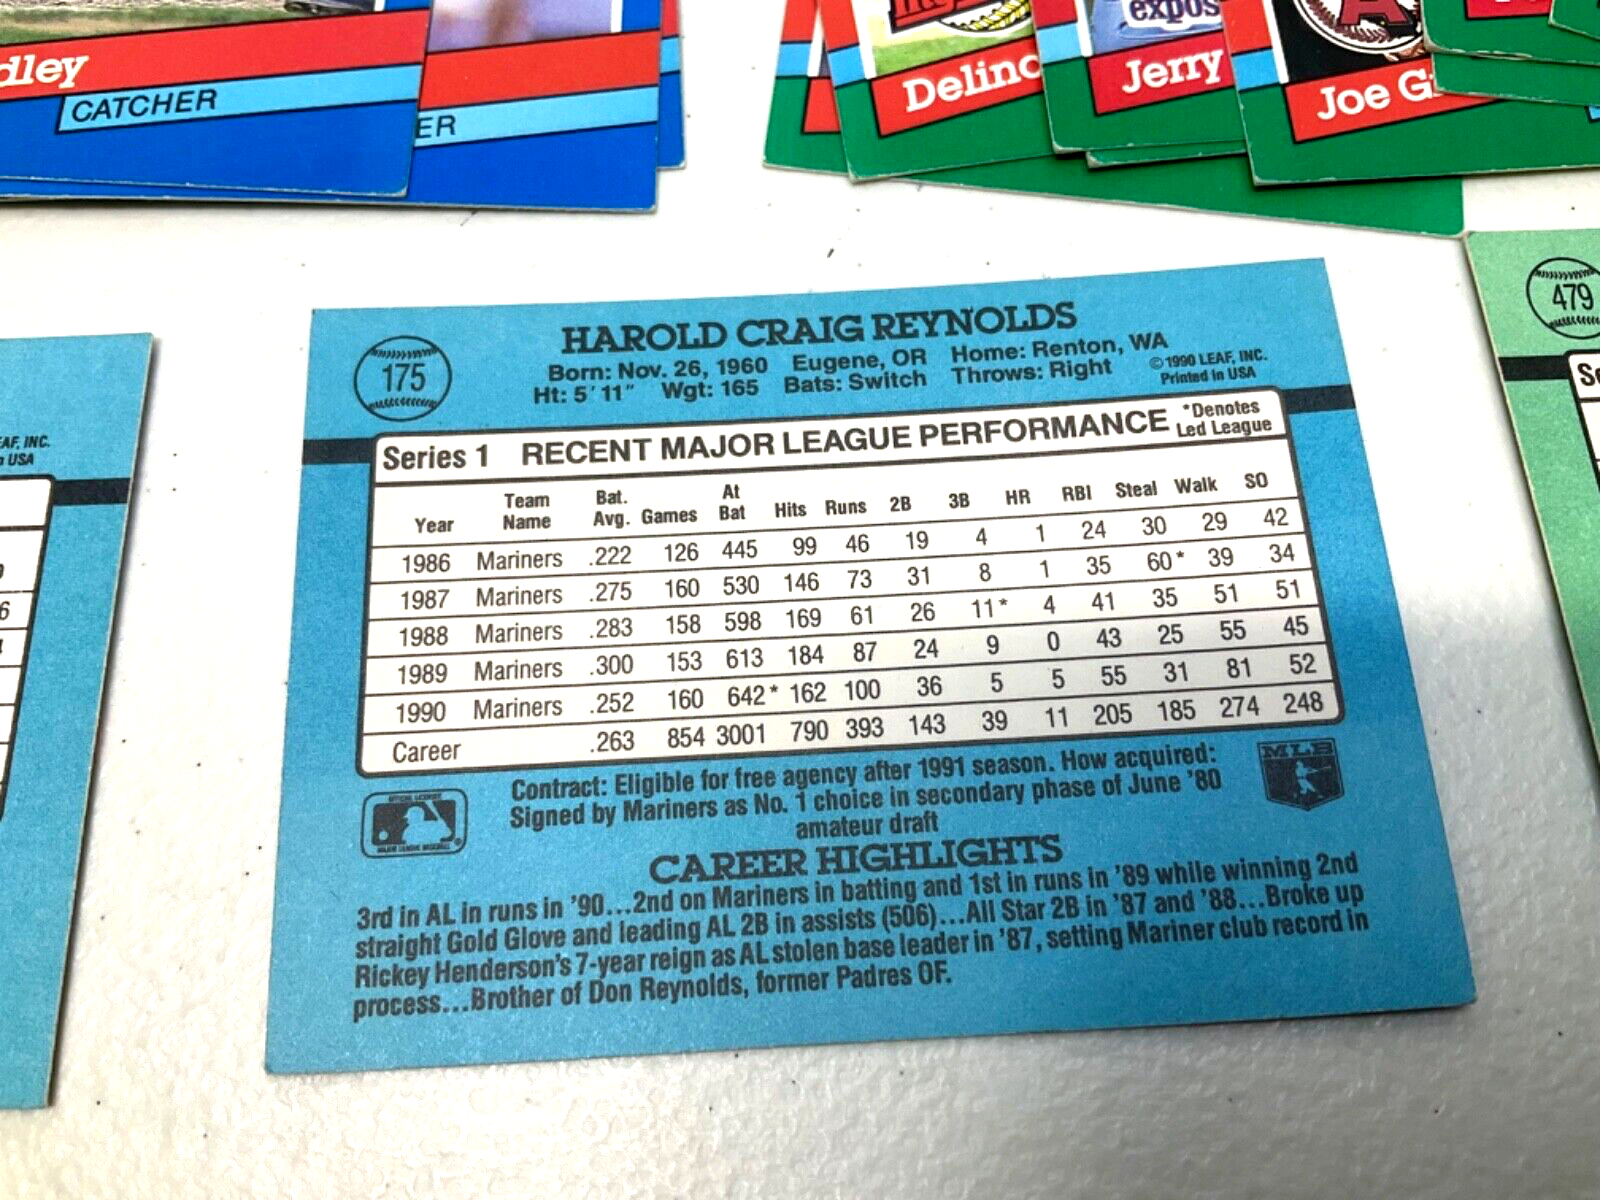 dley
CATCHER
ER
Delino
expos
Jerry
A
Joe G
175
HAROLD CRAIG REYNOLDS
Born: Nov. 26, 1960 Eugene, OR Home: Renton, WA
Ht: 5' 11" Wgt: 165 Bats: Switch Throws: Right
©1990 LEAF, INC.
Printed in USA
Series 1 RECENT MAJOR LEAGUE PERFORMANCE
*Denotes
Led League
Year Team Name Bat. Avg. Games At Bat Hits Runs 2B 3B HR RBI Steal Walk SO
1986 Mariners .222 126 445 99 46 19 4 1 24 30 29 42
1987 Mariners .275 160 530 146 73 31 8 1 35 60* 39 34
1988 Mariners .283 158 598 169 61 26 11* 4 41 35 51 51
1989 Mariners .300 153 613 184 87 24 9 0 43 25 55 45
1990 Mariners .252 160 642* 162 100 36 5 5 55 31 81 52
Career .263 854 3001 790 393 143 39 11 205 185 274 248
Contract: Eligible for free agency after 1991 season. How acquired:
Signed by Mariners as No. 1 choice in secondary phase of June '80
amateur draft
MLB
CAREER HIGHLIGHTS
3rd in AL in runs in '90...2nd on Mariners in batting and 1st in runs in '89 while winning 2nd
straight Gold Glove and leading AL 2B in assists (506)...All Star 2B in '87 and '88...Broke up
Rickey Henderson's 7-year reign as AL stolen base leader in '87, setting Mariner club record in
process...Brother of Don Reynolds, former Padres OF.
EAF, INC.
n USA
6
479
Se